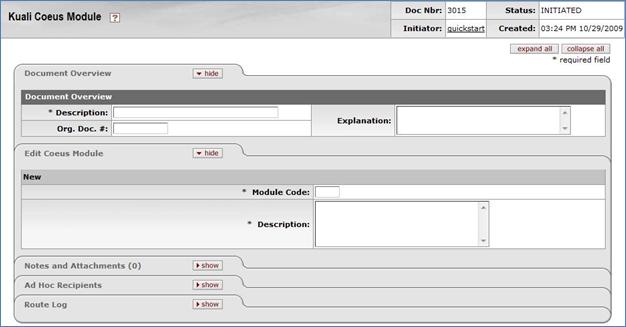 Kuali Coeus Module ?
Doc Nbr: 3015 Status: INITIATED
Initiator: quickstart Created: 03:24 PM 10/29/2009
expand all collapse all
* required field
Document Overview hide
Document Overview
* Description: Explanation:
Org. Doc. #:
Edit Coeus Module hide
New
* Module Code:
* Description:
Notes and Attachments (0) show
Ad Hoc Recipients show
Route Log show